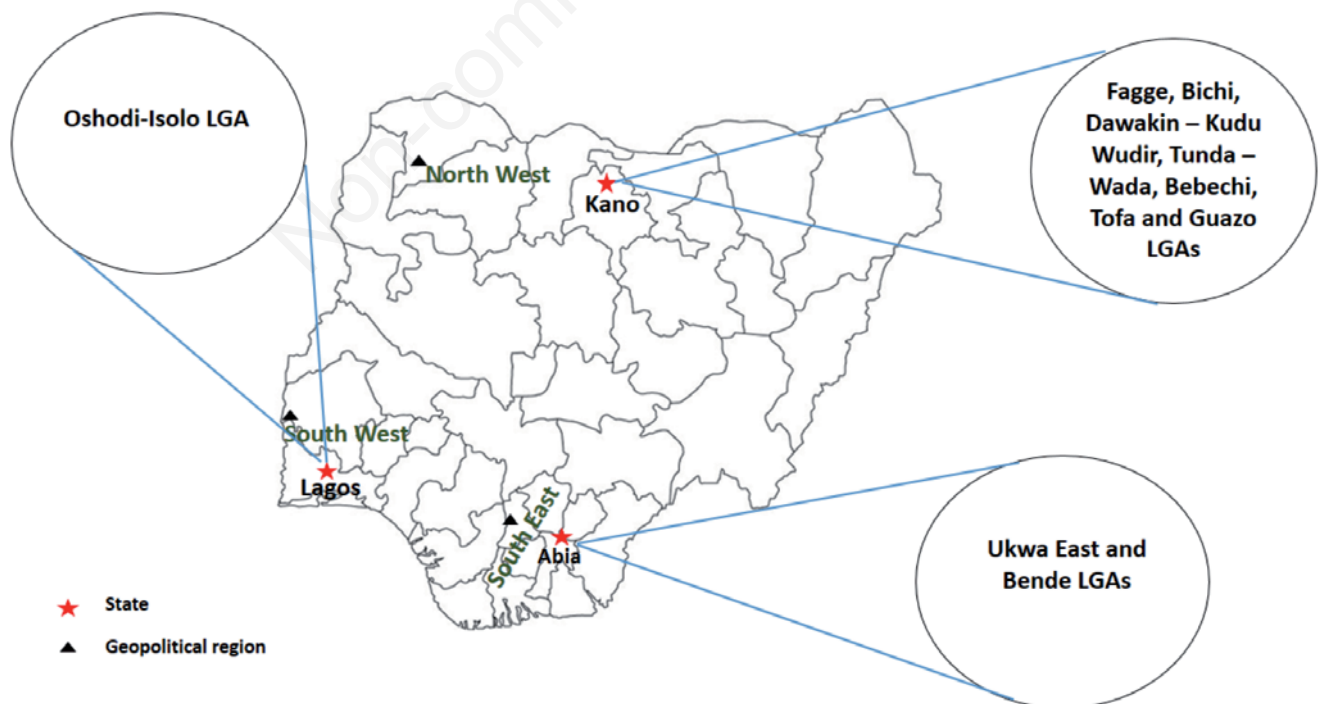 Oshodi-Isolo LGA
Fagge, Bichi,
Dawakin – Kudu
Wudir, Tunda –
Wada, Bebechi,
Tofa and Guazo
LGAs
North West
Kano
South West
Lagos
South East
Abia
Ukwa East and
Bende LGAs
State
Geopolitical region